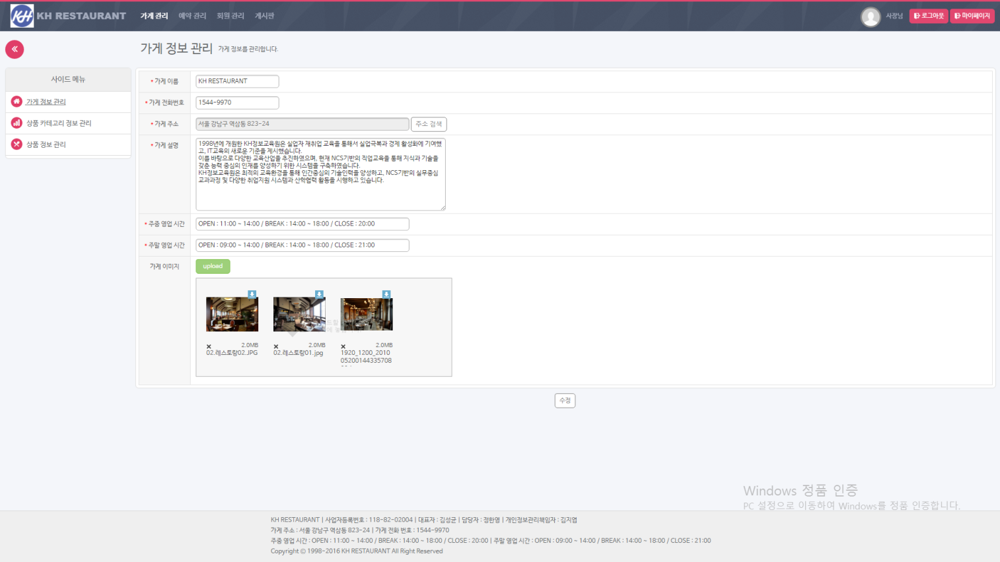 KH KH RESTAURANT 가게 관리 예약 관리 회원 관리 게시판 사장님 로그아웃 마이페이지
가게 정보 관리 가게 정보를 관리합니다.
사이드 메뉴
가게 정보 관리
상품 카테고리 정보 관리
상품 정보 관리
* 가게 이름 KH RESTAURANT
* 가게 전화번호 1544-9970
* 가게 주소 서울 강남구 역삼동 823-24 주소 검색
* 가게 설명
1998년에 개원한 KH정보교육원은 실업자 재취업 교육을 통해서 실업극복과 경제 활성화에 기여했
고, IT교육의 새로운 기준을 제시했습니다.
이를 바탕으로 다양한 교육산업을 추진하였으며, 현재 NCS기반의 직업교육을 통해 지식과 기술을
갖춘 능력 중심의 인재를 양성하기 위한 시스템을 구축하였습니다.
KH정보교육원은 최적의 교육환경을 통해 인간중심의 기술인력을 양성하고, NCS기반의 실무중심
교과과정 및 다양한 취업지원 시스템과 산학협력 활동을 시행하고 있습니다.
* 주중 영업 시간 OPEN : 11:00 ~ 14:00 / BREAK : 14:00 ~ 18:00 / CLOSE : 20:00
* 주말 영업 시간 OPEN : 09:00 ~ 14:00 / BREAK : 14:00 ~ 18:00 / CLOSE : 21:00
가게 이미지 upload
2.0MB 2.0MB 2.0MB
02.레스토랑02.JPG 02.레스토랑01.jpg 1920_1200_2010
05200144335708
수정
Windows 정품 인증
PC 설정으로 이동하여 Windows를 정품 인증합니다.
KH RESTAURANT | 사업자등록번호 : 118-82-02004 | 대표자 : 김성균 | 담당자 : 정한영 | 개인정보관리책임자 : 김지엽
가게 주소 : 서울 강남구 역삼동 823-24 | 가게 전화 번호 : 1544-9970
주중 영업 시간 : OPEN : 11:00 ~ 14:00 / BREAK : 14:00 ~ 18:00 / CLOSE : 20:00 | 주말 영업 시간 : OPEN : 09:00 ~ 14:00 / BREAK : 14:00 ~ 18:00 / CLOSE : 21:00
Copyright © 1998-2016 KH RESTAURANT All Right Reserved